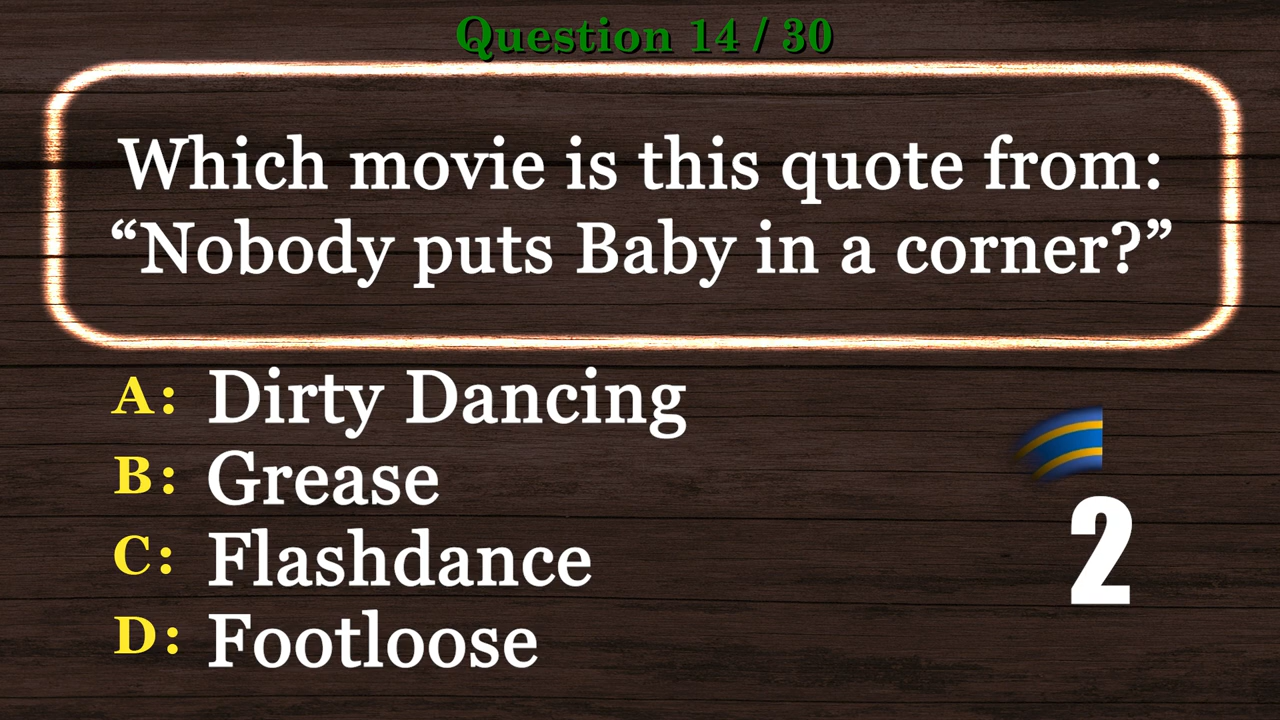 Question 14 / 30
Which movie is this quote from:
“Nobody puts Baby in a corner?”
A: Dirty Dancing
B: Grease
C: Flashdance
D: Footloose
2